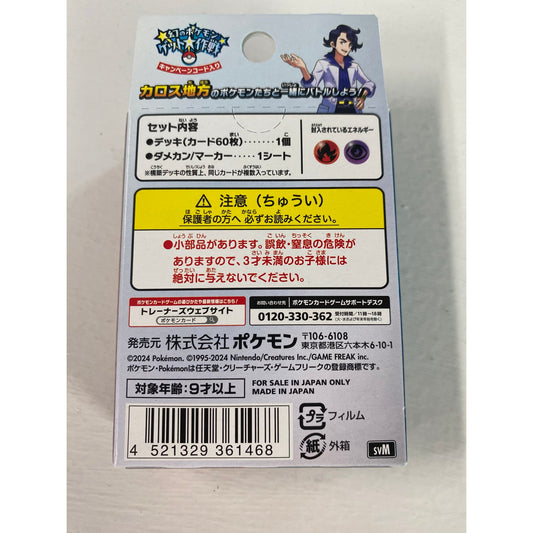 幻のポケモン
ゲット★大作戦
キャンペーンコード入り
カロス地方のポケモンたちと一緒にバトルしよう!
セット内容
●デッキ(カード60枚)‥‥‥1個
●ダメカン/マーカー‥‥‥1シート
※構築デッキの性質上、同じカードが複数入っています。
封入されているエネルギー
⚠ 注意(ちゅうい)
保護者の方へ必ずお読みください。
●小部品があります。誤飲・窒息の危険が
ありますので、3才未満のお子様には
絶対に与えないでください。
ポケモンカードゲームの遊びかたや最新情報はこちら!
トレーナーズウェブサイト
ポケモンカード
お問い合わせ ポケモンカードゲームサポートデスク
0120-330-362
発売元 株式会社ポケモン
〒106-6108
東京都港区六本木6-10-1
©2024 Pokémon. ©1995-2024 Nintendo/Creatures Inc./GAME FREAK inc.
ポケモン・Pokémonは任天堂・クリーチャーズ・ゲームフリークの登録商標です。
対象年齢:9才以上
FOR SALE IN JAPAN ONLY
MADE IN JAPAN
4 521329 361468
プラ フィルム
紙 外箱
svM